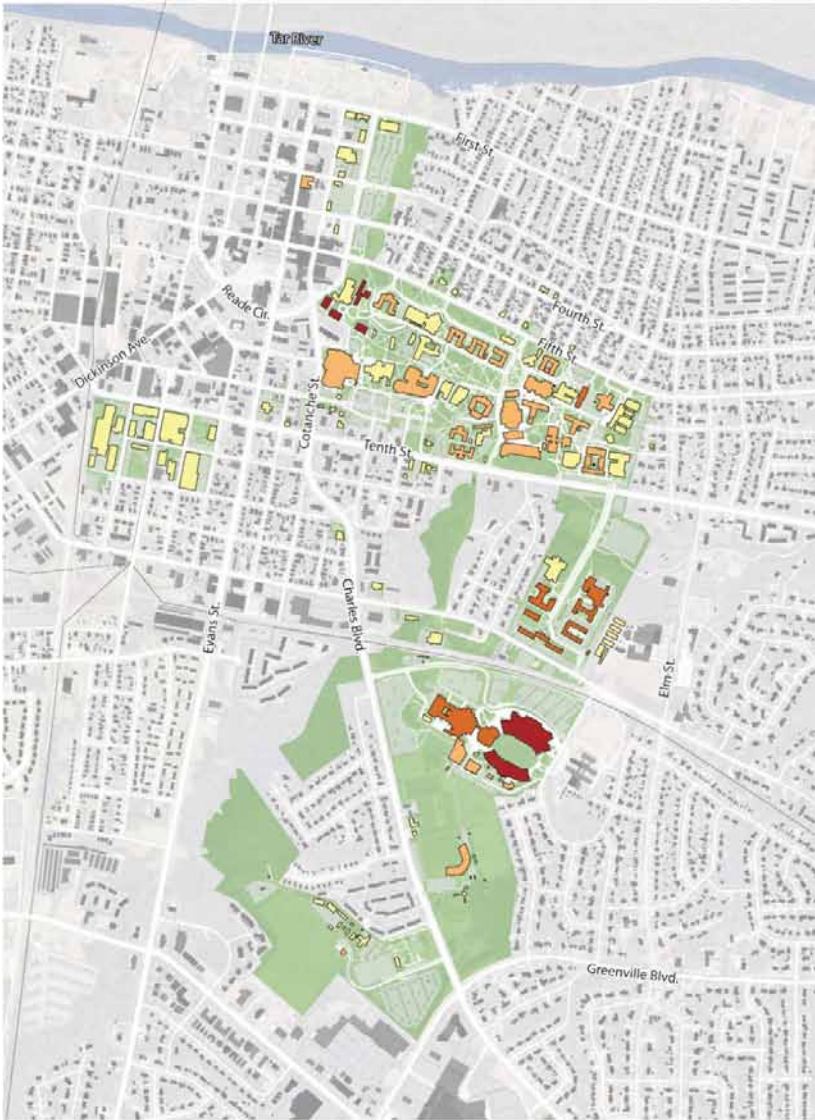 Tar River
First St.
Fourth St.
Reade Cir.
Fifth St.
Dickinson Ave.
Cotanche St.
Tenth St.
Charles Blvd.
Evans St.
Elm St.
Greenville Blvd.